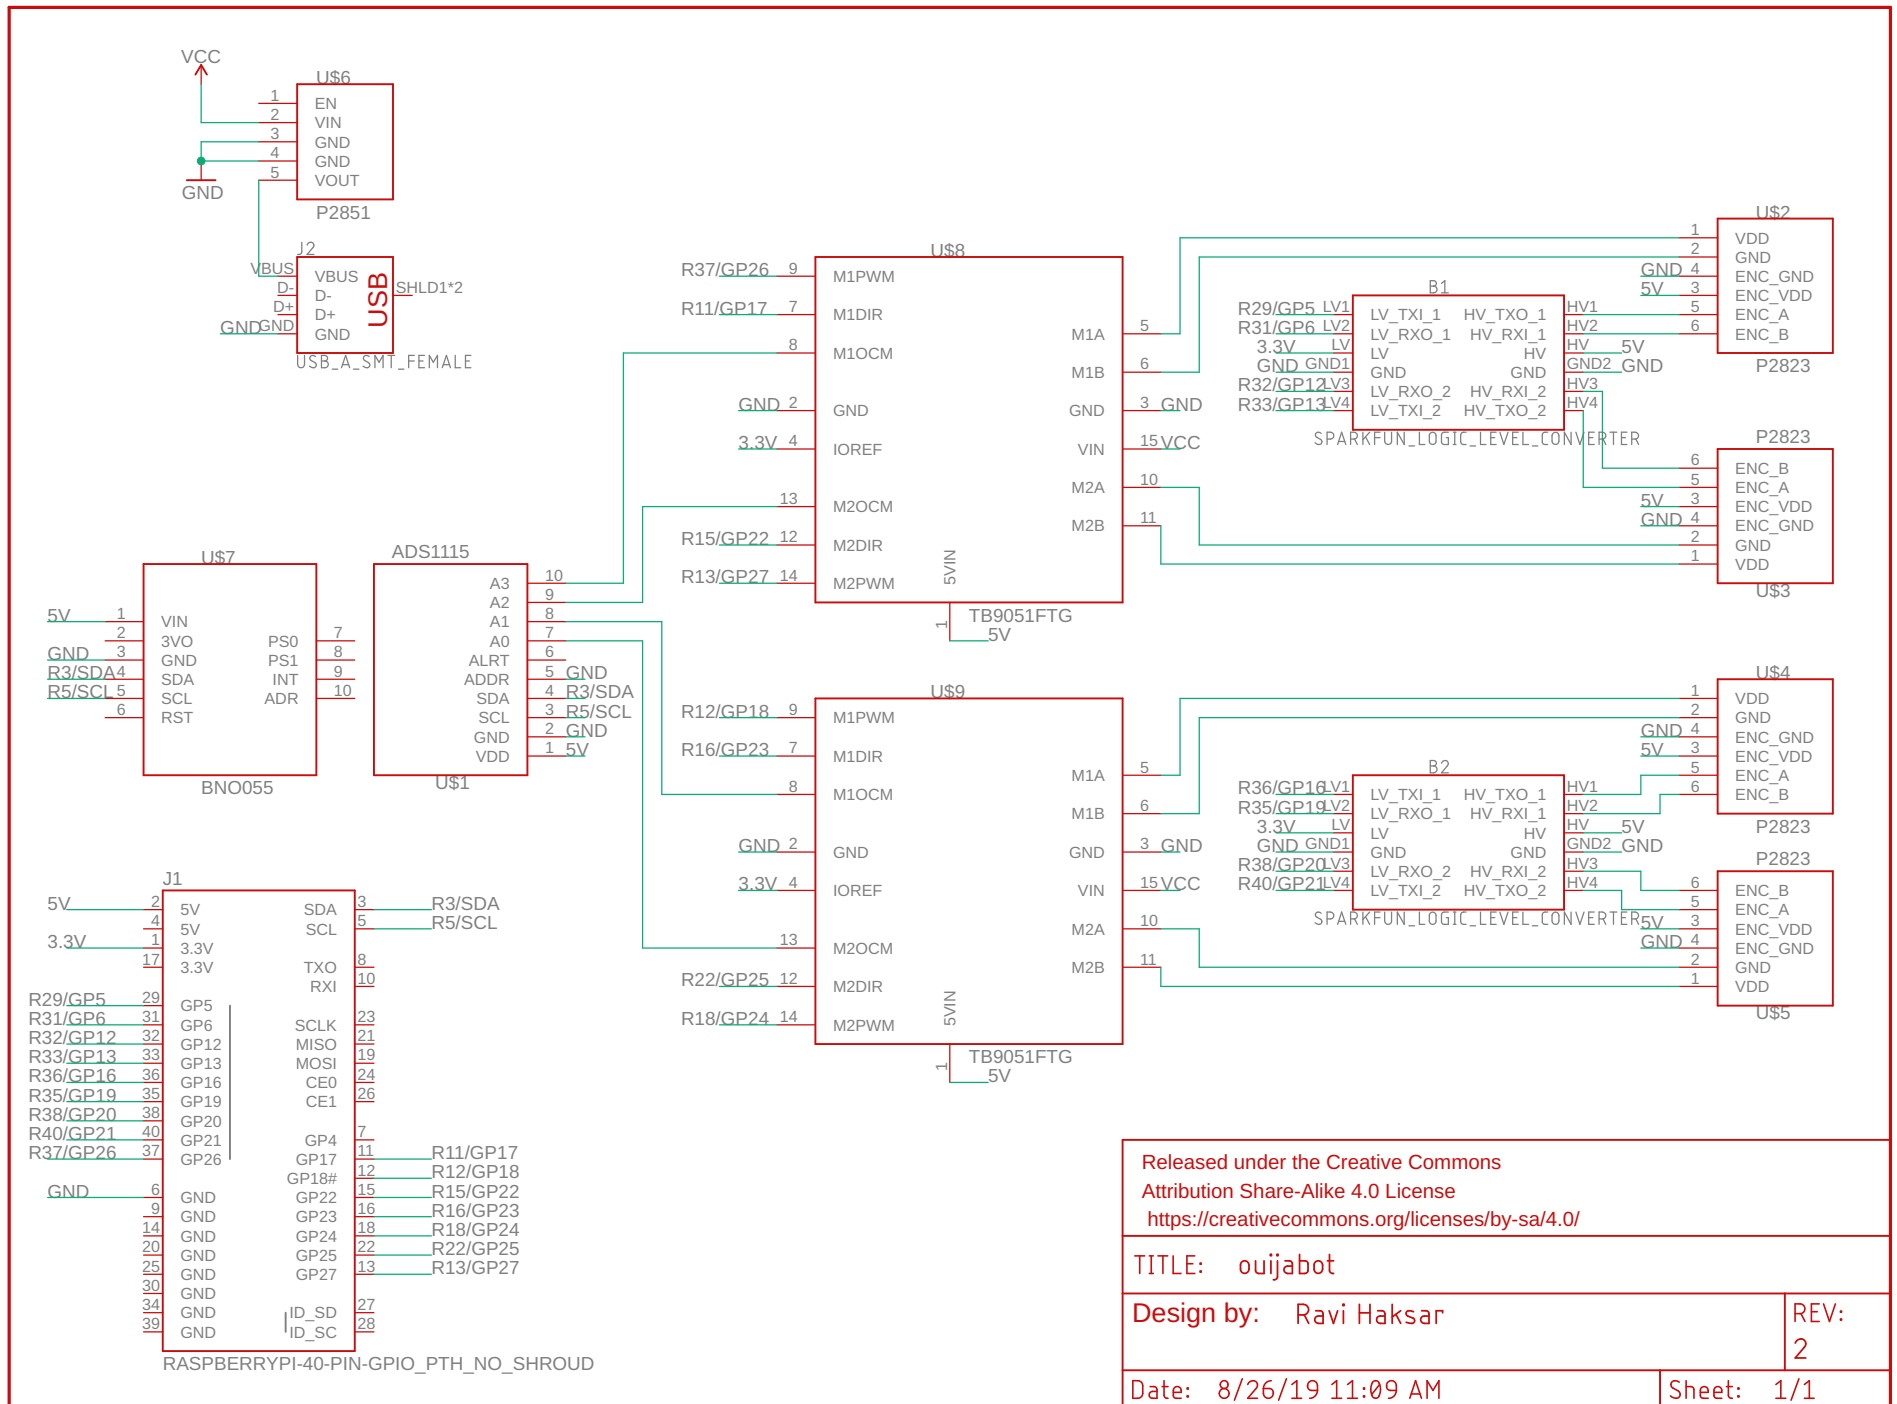 VCC
U$6
1 EN
2 VIN
3 GND
4 GND
5 VOUT
GND
P2851
J2
VBUS VBUS
D- D- SHLD1*2
D+ D+
GND GND GND
USB
USB_A_SMT_FEMALE
U$7
5V 1 VIN
2 3VO PS0 7
GND 3 GND PS1 8
R3/SDA 4 SDA INT 9
R5/SCL 5 SCL ADR 10
6 RST
BNO055
ADS1115
A3 10
A2 9
A1 8
A0 7
ALRT 6
ADDR 5 GND
SDA 4 R3/SDA
SCL 3 R5/SCL
GND 2 GND
VDD 1 5V
U$1
J1
5V 2 5V SDA 3 R3/SDA
4 5V SCL 5 R5/SCL
3.3V 1 3.3V
17 3.3V TXO 8
RXI 10
R29/GP5 29 GP5
R31/GP6 31 GP6 SCLK 23
R32/GP12 32 GP12 MISO 21
R33/GP13 33 GP13 MOSI 19
R36/GP16 36 GP16 CE0 24
R35/GP19 35 GP19 CE1 26
R38/GP20 38 GP20
R40/GP21 40 GP21 GP4 7
R37/GP26 37 GP26 GP17 11 R11/GP17
GP18# 12 R12/GP18
GND 6 GND GP22 15 R15/GP22
9 GND GP23 16 R16/GP23
14 GND GP24 18 R18/GP24
20 GND GP25 22 R22/GP25
25 GND GP27 13 R13/GP27
30 GND
34 GND ID_SD 27
39 GND ID_SC 28
RASPBERRYPI-40-PIN-GPIO_PTH_NO_SHROUD
U$8
R37/GP26 9 M1PWM
R11/GP17 7 M1DIR
M1A 5
8 M1OCM
M1B 6
GND 2 GND GND 3 GND
3.3V 4 IOREF VIN 15 VCC
M2A 10
13 M2OCM
M2B 11
R15/GP22 12 M2DIR
R13/GP27 14 M2PWM
5VIN
1
TB9051FTG
5V
U$9
R12/GP18 9 M1PWM
R16/GP23 7 M1DIR
M1A 5
8 M1OCM
M1B 6
GND 2 GND GND 3 GND
3.3V 4 IOREF VIN 15 VCC
M2A 10
13 M2OCM
M2B 11
R22/GP25 12 M2DIR
R18/GP24 14 M2PWM
5VIN
1
TB9051FTG
5V
B1
R29/GP5 LV1 LV_TXI_1 HV_TXO_1 HV1
R31/GP6 LV2 LV_RXO_1 HV_RXI_1 HV2
3.3V LV LV HV HV 5V
GND GND1 GND GND GND2 GND
R32/GP12 LV3 LV_RXO_2 HV_RXI_2 HV3
R33/GP13 LV4 LV_TXI_2 HV_TXO_2 HV4
SPARKFUN_LOGIC_LEVEL_CONVERTER
U$2
1 VDD
2 GND
GND 4 ENC_GND
5V 3 ENC_VDD
5 ENC_A
6 ENC_B
P2823
P2823
6 ENC_B
5 ENC_A
5V 3 ENC_VDD
GND 4 ENC_GND
2 GND
1 VDD
U$3
B2
R36/GP16 LV1 LV_TXI_1 HV_TXO_1 HV1
R35/GP19 LV2 LV_RXO_1 HV_RXI_1 HV2
3.3V LV LV HV HV 5V
GND GND1 GND GND GND2 GND
R38/GP20 LV3 LV_RXO_2 HV_RXI_2 HV3
R40/GP21 LV4 LV_TXI_2 HV_TXO_2 HV4
SPARKFUN_LOGIC_LEVEL_CONVERTER
U$4
1 VDD
2 GND
GND 4 ENC_GND
5V 3 ENC_VDD
5 ENC_A
6 ENC_B
P2823
P2823
6 ENC_B
5 ENC_A
5V 3 ENC_VDD
GND 4 ENC_GND
2 GND
1 VDD
U$5
Released under the Creative Commons
Attribution Share-Alike 4.0 License
https://creativecommons.org/licenses/by-sa/4.0/
TITLE: ouijabot
Design by: Ravi Haksar
REV:
2
Date: 8/26/19 11:09 AM
Sheet: 1/1